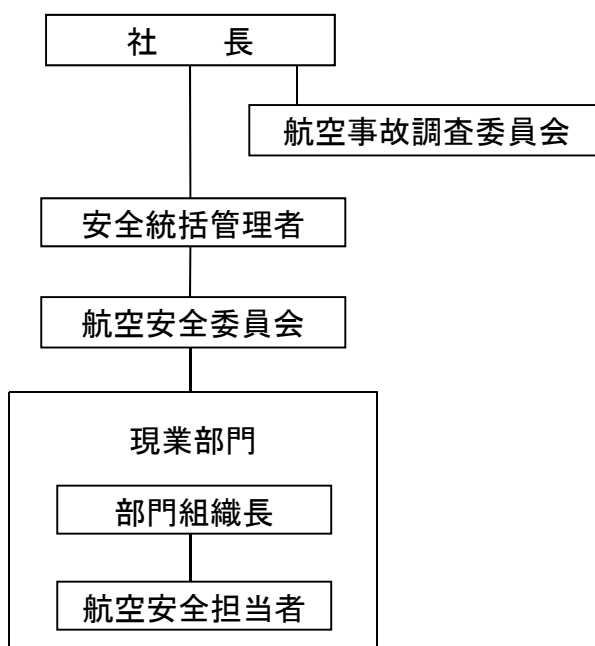 社　　長
航空事故調査委員会
安全統括管理者
航空安全委員会
現業部門
部門組織長
航空安全担当者